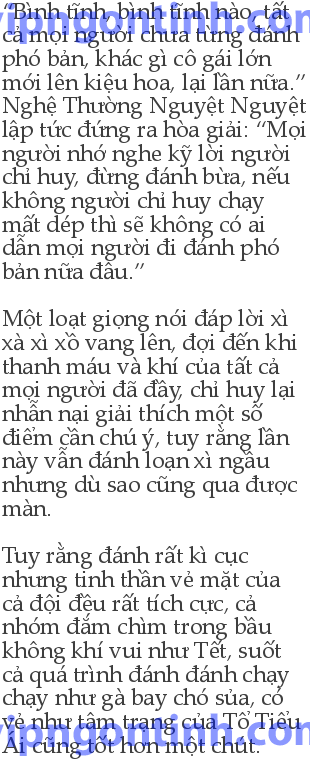 “Bình tĩnh, bình tĩnh nào, tất
cả mọi người chưa từng đánh
phó bản, khác gì cô gái lớn
mới lên kiệu hoa, lại lần nữa.”
Nghệ Thường Nguyệt Nguyệt
lập tức đứng ra hòa giải: “Mọi
người nhớ nghe kỹ lời người
chỉ huy, đừng đánh bừa, nếu
không người chỉ huy chạy
mất dép thì sẽ không có ai
dẫn mọi người đi đánh phó
bản nữa đâu.”
Một loạt giọng nói đáp lời xì
xà xì xồ vang lên, đợi đến khi
thanh máu và khí của tất cả
mọi người đã đầy, chỉ huy lại
nhẫn nại giải thích một số
điểm cần chú ý, tuy rằng lần
này vẫn đánh loạn xì ngầu
nhưng dù sao cũng qua được
màn.
Tuy rằng đánh rất kì cục
nhưng tinh thần vẻ mặt của
cả đội đều rất tích cực, cả
nhóm đắm chìm trong bầu
không khí vui như Tết, suốt
cả quá trình đánh đánh chạy
chạy như gà bay chó sủa, có
vẻ như tâm trạng của Tổ Tiểu
Ái cũng tốt hơn một chút.
vipngontinh.com
vipngontinh.com